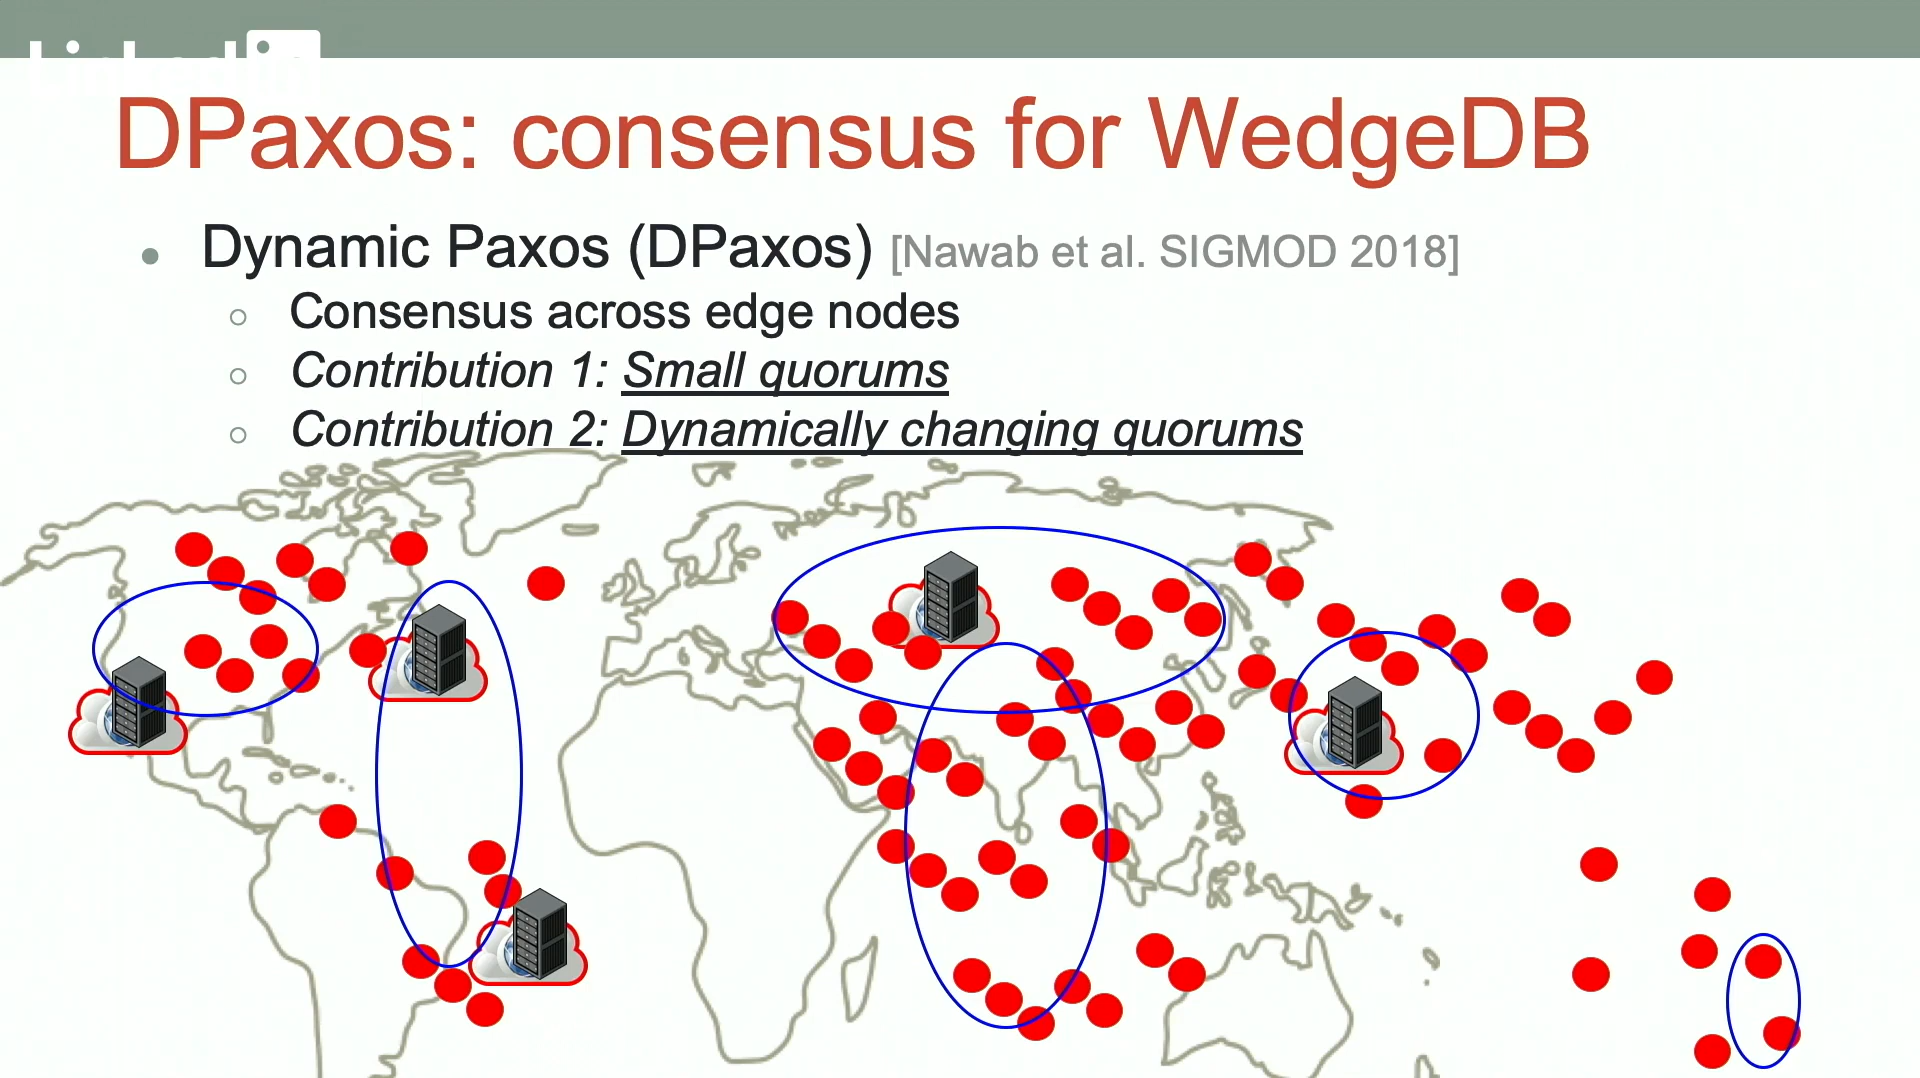 LinkedIn
DPaxos: consensus for WedgeDB
Dynamic Paxos (DPaxos) [Nawab et al. SIGMOD 2018]
Consensus across edge nodes
Contribution 1: Small quorums
Contribution 2: Dynamically changing quorums